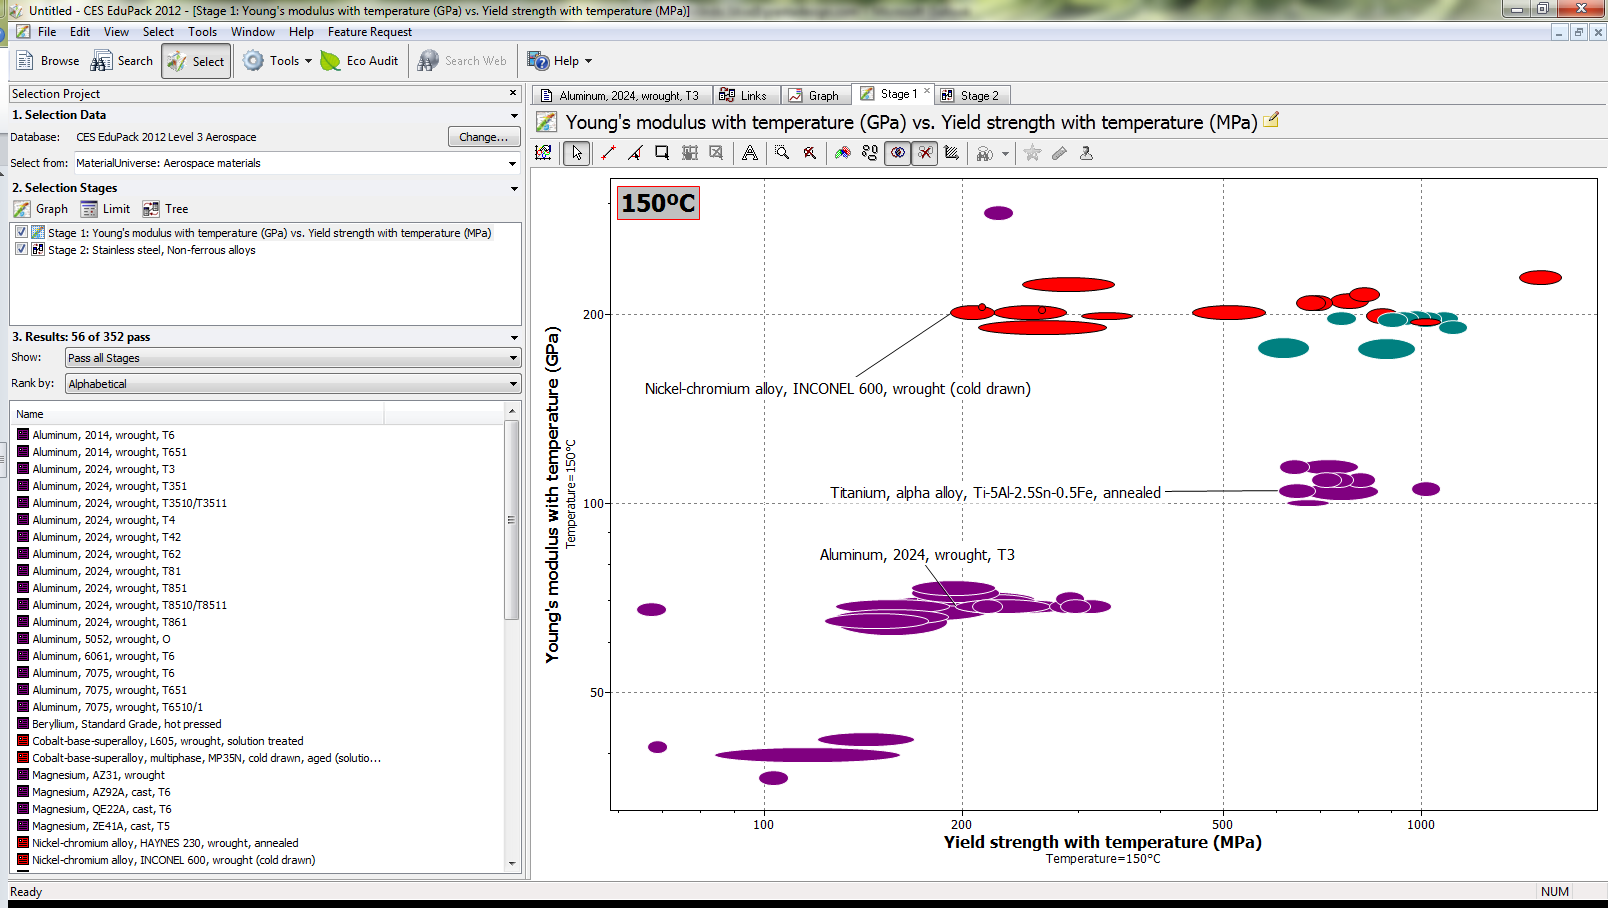 Untitled - CES EduPack 2012 - [Stage 1: Young's modulus with temperature (GPa) vs. Yield strength with temperature (MPa)]
File Edit View Select Tools Window Help Feature Request
Browse Search Select Tools Eco Audit Search Web Help
Selection Project
1. Selection Data
Database: CES EduPack 2012 Level 3 Aerospace Change...
Select from: MaterialUniverse: Aerospace materials
2. Selection Stages
Graph Limit Tree
Stage 1: Young's modulus with temperature (GPa) vs. Yield strength with temperature (MPa)
Stage 2: Stainless steel, Non-ferrous alloys
3. Results: 56 of 352 pass
Show: Pass all Stages
Rank by: Alphabetical
Name
Aluminum, 2014, wrought, T6
Aluminum, 2014, wrought, T651
Aluminum, 2024, wrought, T3
Aluminum, 2024, wrought, T351
Aluminum, 2024, wrought, T3510/T3511
Aluminum, 2024, wrought, T4
Aluminum, 2024, wrought, T42
Aluminum, 2024, wrought, T62
Aluminum, 2024, wrought, T81
Aluminum, 2024, wrought, T851
Aluminum, 2024, wrought, T8510/T8511
Aluminum, 2024, wrought, T861
Aluminum, 5052, wrought, O
Aluminum, 6061, wrought, T6
Aluminum, 7075, wrought, T6
Aluminum, 7075, wrought, T651
Aluminum, 7075, wrought, T6510/1
Beryllium, Standard Grade, hot pressed
Cobalt-base-superalloy, L605, wrought, solution treated
Cobalt-base-superalloy, multiphase, MP35N, cold drawn, aged (solutio...
Magnesium, AZ31, wrought
Magnesium, AZ92A, cast, T6
Magnesium, QE22A, cast, T6
Magnesium, ZE41A, cast, T5
Nickel-chromium alloy, HAYNES 230, wrought, annealed
Nickel-chromium alloy, INCONEL 600, wrought (cold drawn)
Aluminum, 2024, wrought, T3 Links Graph Stage 1 Stage 2
Young's modulus with temperature (GPa) vs. Yield strength with temperature (MPa)
150ºC
Nickel-chromium alloy, INCONEL 600, wrought (cold drawn)
Titanium, alpha alloy, Ti-5Al-2.5Sn-0.5Fe, annealed
Aluminum, 2024, wrought, T3
Young's modulus with temperature (GPa)
Temperature=150°C
200
100
50
100 200 500 1000
Yield strength with temperature (MPa)
Temperature=150°C
Ready NUM